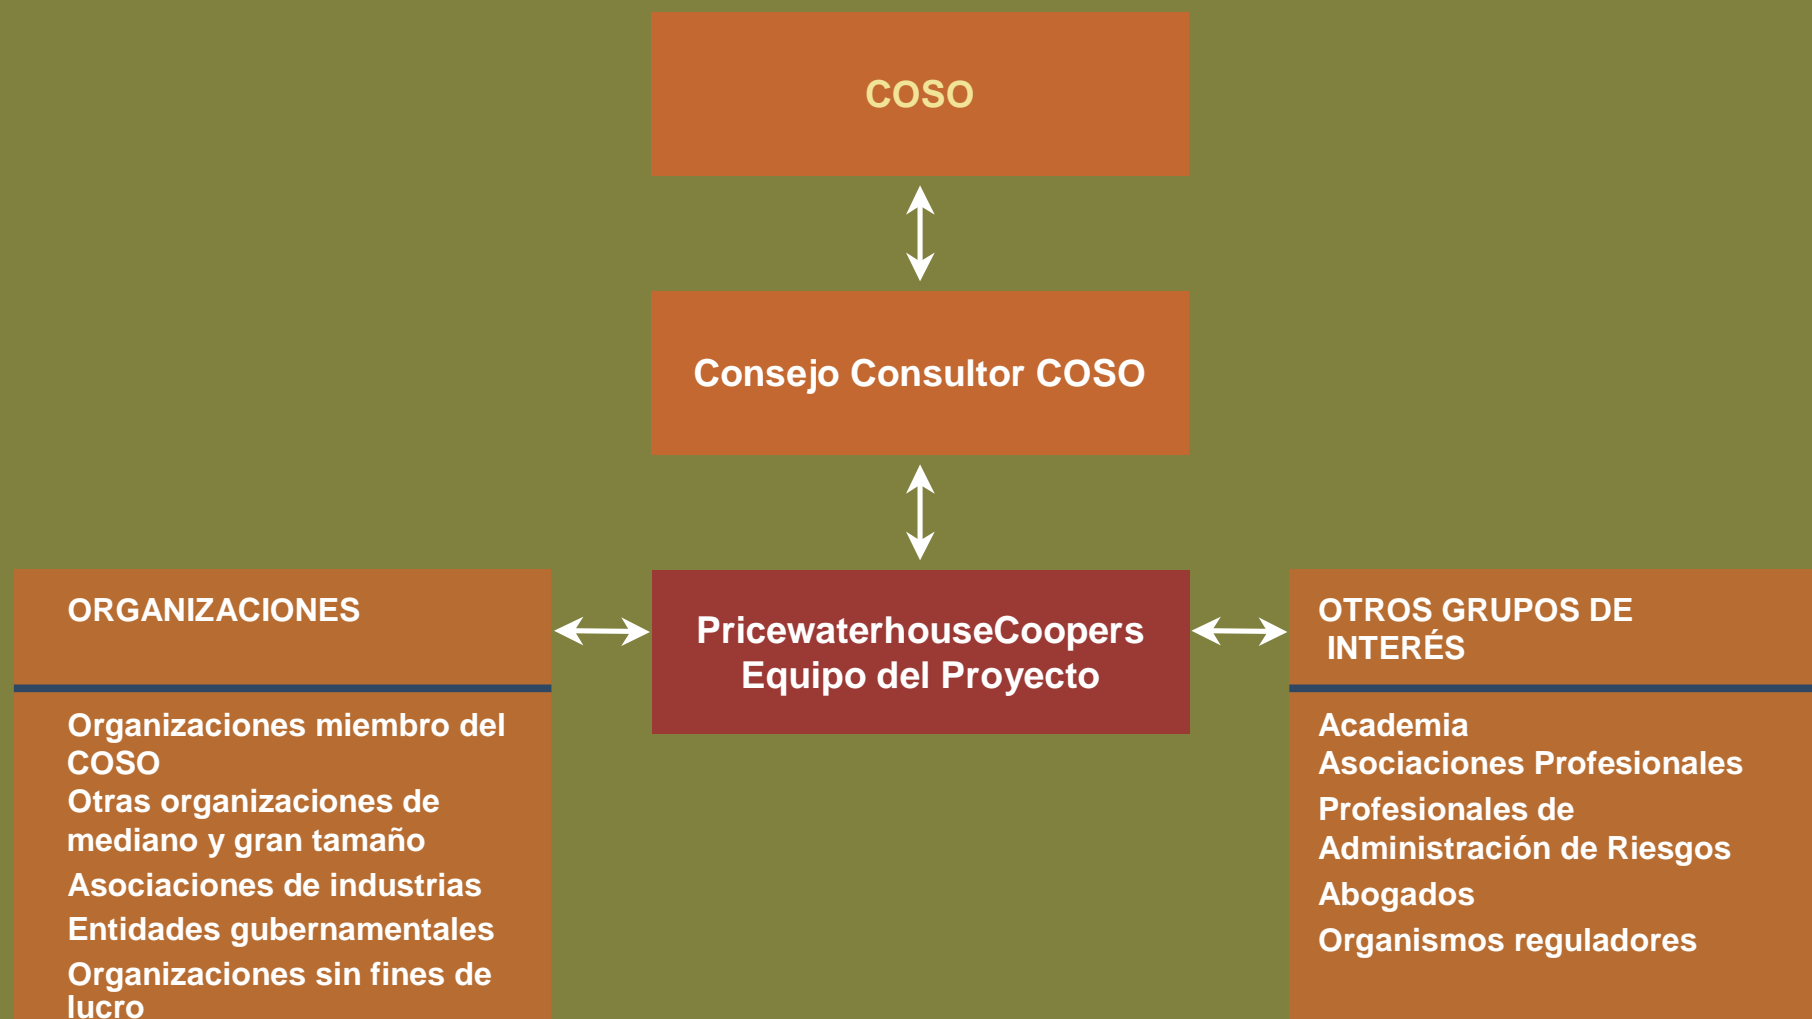 COSO
Consejo Consultor COSO
PricewaterhouseCoopers
Equipo del Proyecto
ORGANIZACIONES
Organizaciones miembro del
COSO
Otras organizaciones de
mediano y gran tamaño
Asociaciones de industrias
Entidades gubernamentales
Organizaciones sin fines de
lucro
OTROS GRUPOS DE
INTERÉS
Academia
Asociaciones Profesionales
Profesionales de
Administración de Riesgos
Abogados
Organismos reguladores